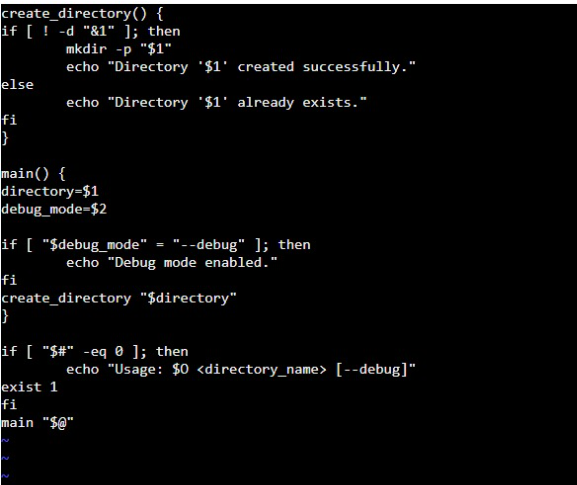 create_directory() {
if [ ! -d "&1" ]; then
mkdir -p "$1"
echo "Directory '$1' created successfully."
else
echo "Directory '$1' already exists."
fi
}
main() {
directory=$1
debug_mode=$2
if [ "$debug_mode" = "--debug" ]; then
echo "Debug mode enabled."
fi
create_directory "$directory"
}
if [ "$#" -eq 0 ]; then
echo "Usage: $O <directory_name> [--debug]"
exist 1
fi
main "$@"
~
~
~